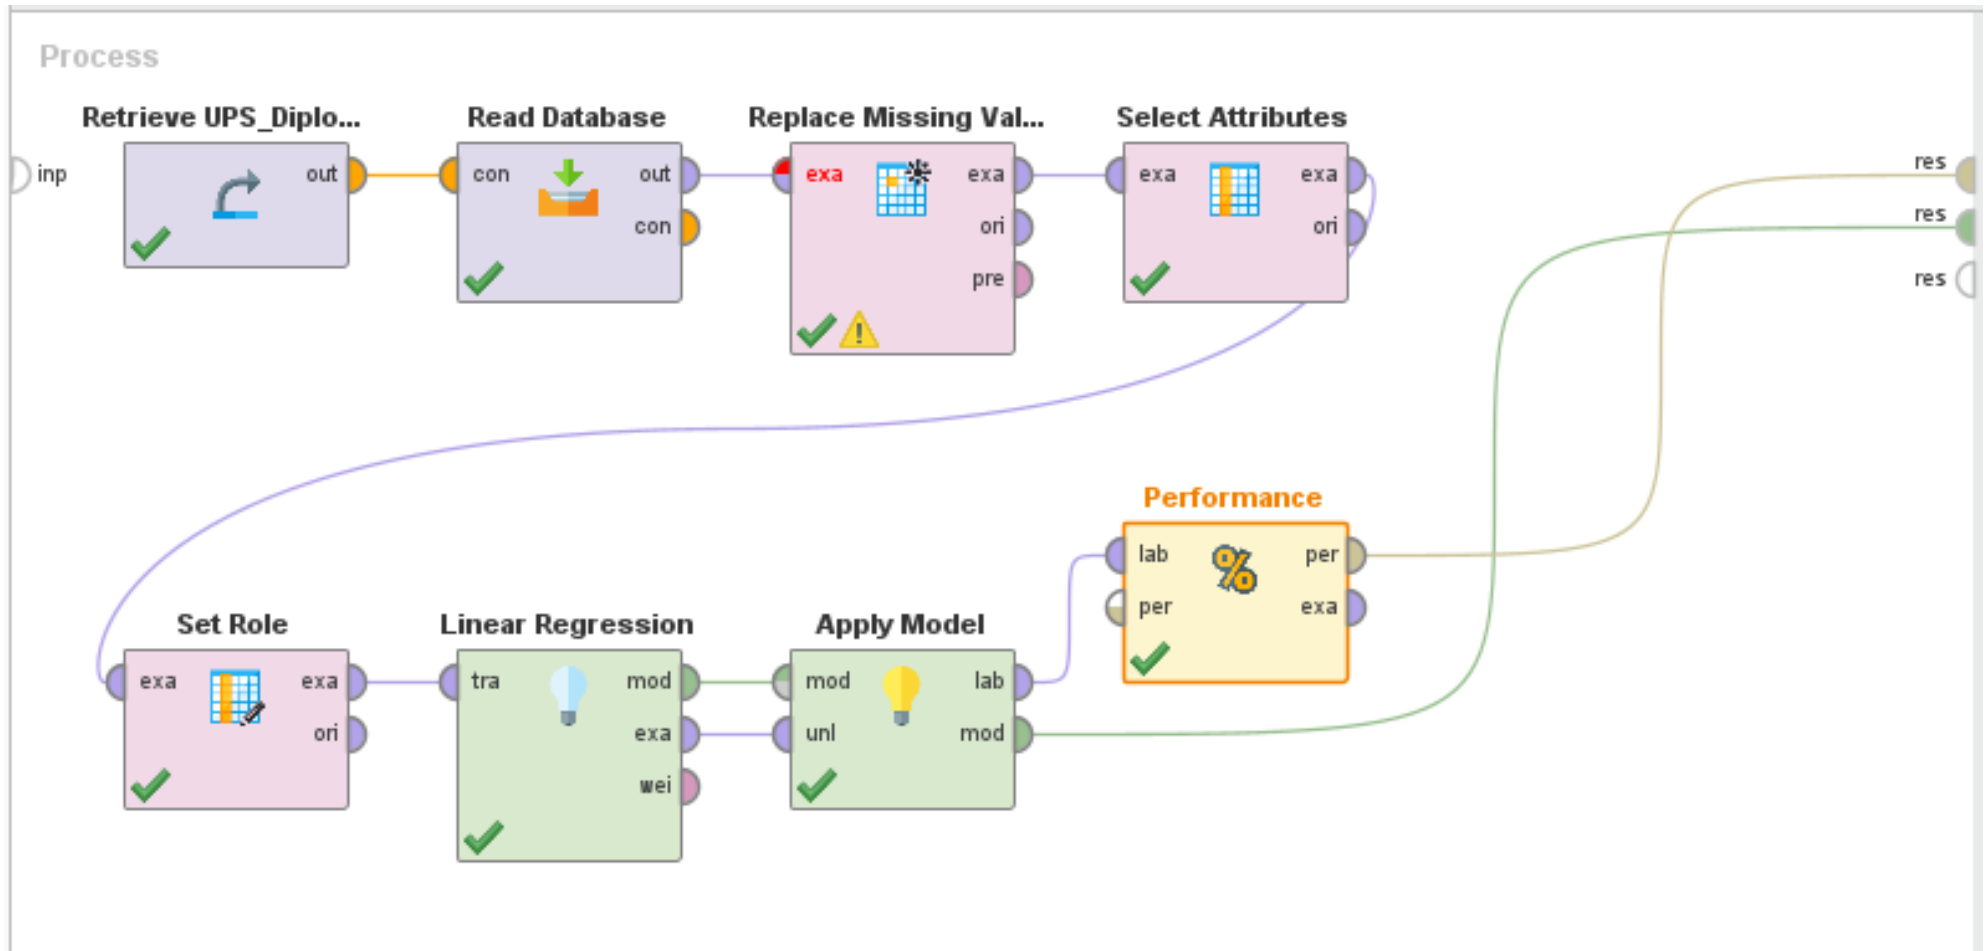 Process
Retrieve UPS_Diplo...
Read Database
Replace Missing Val...
Select Attributes
inp
out
con
out
con
exa
exa
ori
pre
exa
exa
ori
res
res
res
Performance
lab
per
per
exa
Set Role
Linear Regression
Apply Model
exa
exa
ori
tra
mod
exa
wei
mod
unl
lab
mod